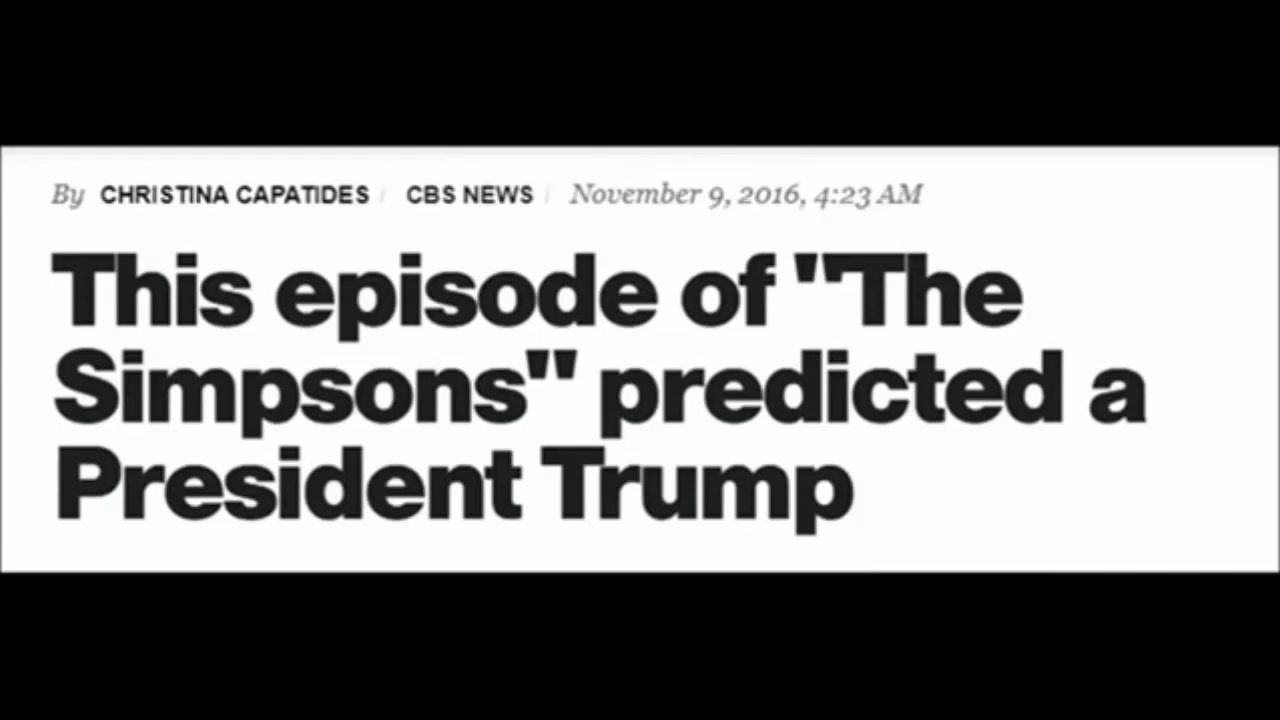 By CHRISTINA CAPATIDES / CBS NEWS / November 9, 2016, 4:23 AM
This episode of "The
Simpsons" predicted a
President Trump